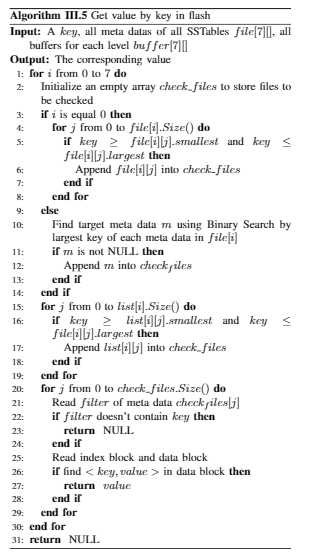 Algorithm III.5 Get value by key in flash
Input: A key, all meta datas of all SSTables file[7][], all
buffers for each level buffer[7][]
Output: The corresponding value
1: for i from 0 to 7 do
2: Initialize an empty array check_files to store files to
be checked
3: if i is equal 0 then
4: for j from 0 to file[i].Size() do
5: if key ≥ file[i][j].smallest and key ≤
file[i][j].largest then
6: Append file[i][j] into check_files
7: end if
8: end for
9: else
10: Find target meta data m using Binary Search by
largest key of each meta data in file[i]
11: if m is not NULL then
12: Append m into check_files
13: end if
14: end if
15: for j from 0 to list[i].Size() do
16: if key ≥ list[i][j].smallest and key ≤
file[i][j].largest then
17: Append list[i][j] into check_files
18: end if
19: end for
20: for j from 0 to check_files.Size() do
21: Read filter of meta data check_files[j]
22: if filter doesn't contain key then
23: return NULL
24: end if
25: Read index block and data block
26: if find < key, value > in data block then
27: return value
28: end if
29: end for
30: end for
31: return NULL